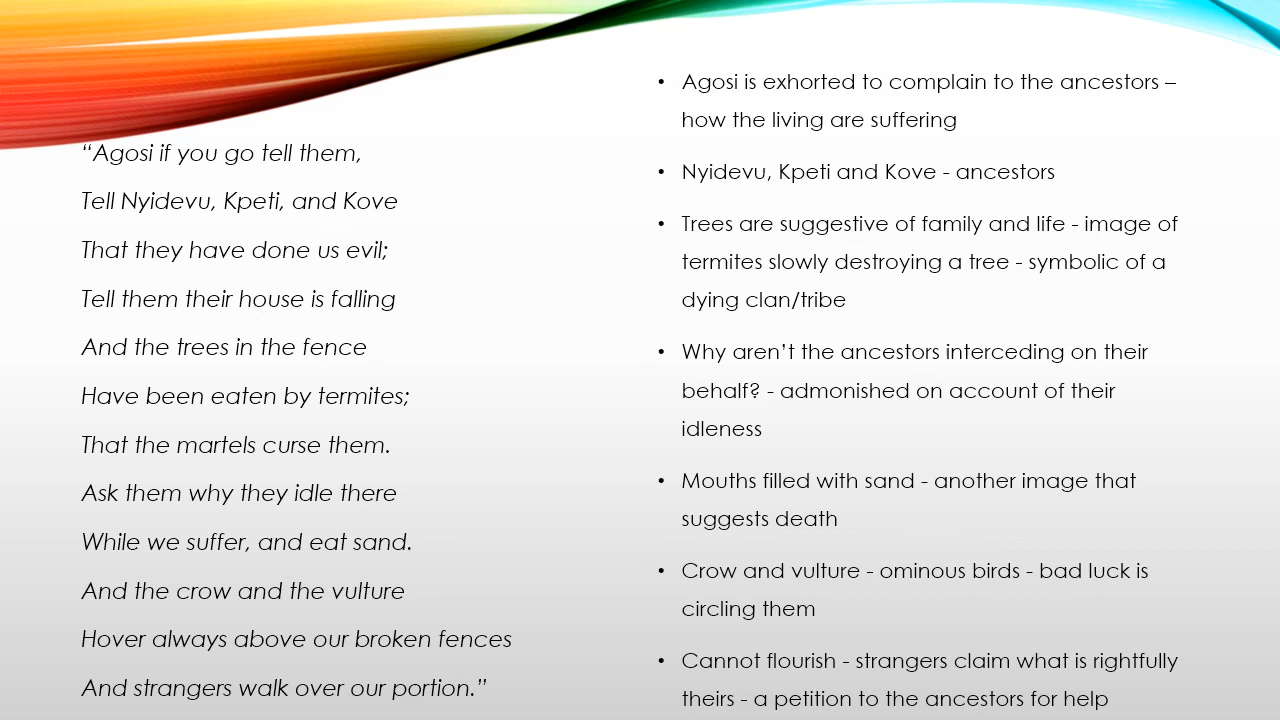 “Agosi if you go tell them,
Tell Nyidevu, Kpeti, and Kove
That they have done us evil;
Tell them their house is falling
And the trees in the fence
Have been eaten by termites;
That the martels curse them.
Ask them why they idle there
While we suffer, and eat sand.
And the crow and the vulture
Hover always above our broken fences
And strangers walk over our portion.”
• Agosi is exhorted to complain to the ancestors –
how the living are suffering
• Nyidevu, Kpeti and Kove - ancestors
• Trees are suggestive of family and life - image of
termites slowly destroying a tree - symbolic of a
dying clan/tribe
• Why aren’t the ancestors interceding on their
behalf? - admonished on account of their
idleness
• Mouths filled with sand - another image that
suggests death
• Crow and vulture - ominous birds - bad luck is
circling them
• Cannot flourish - strangers claim what is rightfully
theirs - a petition to the ancestors for help